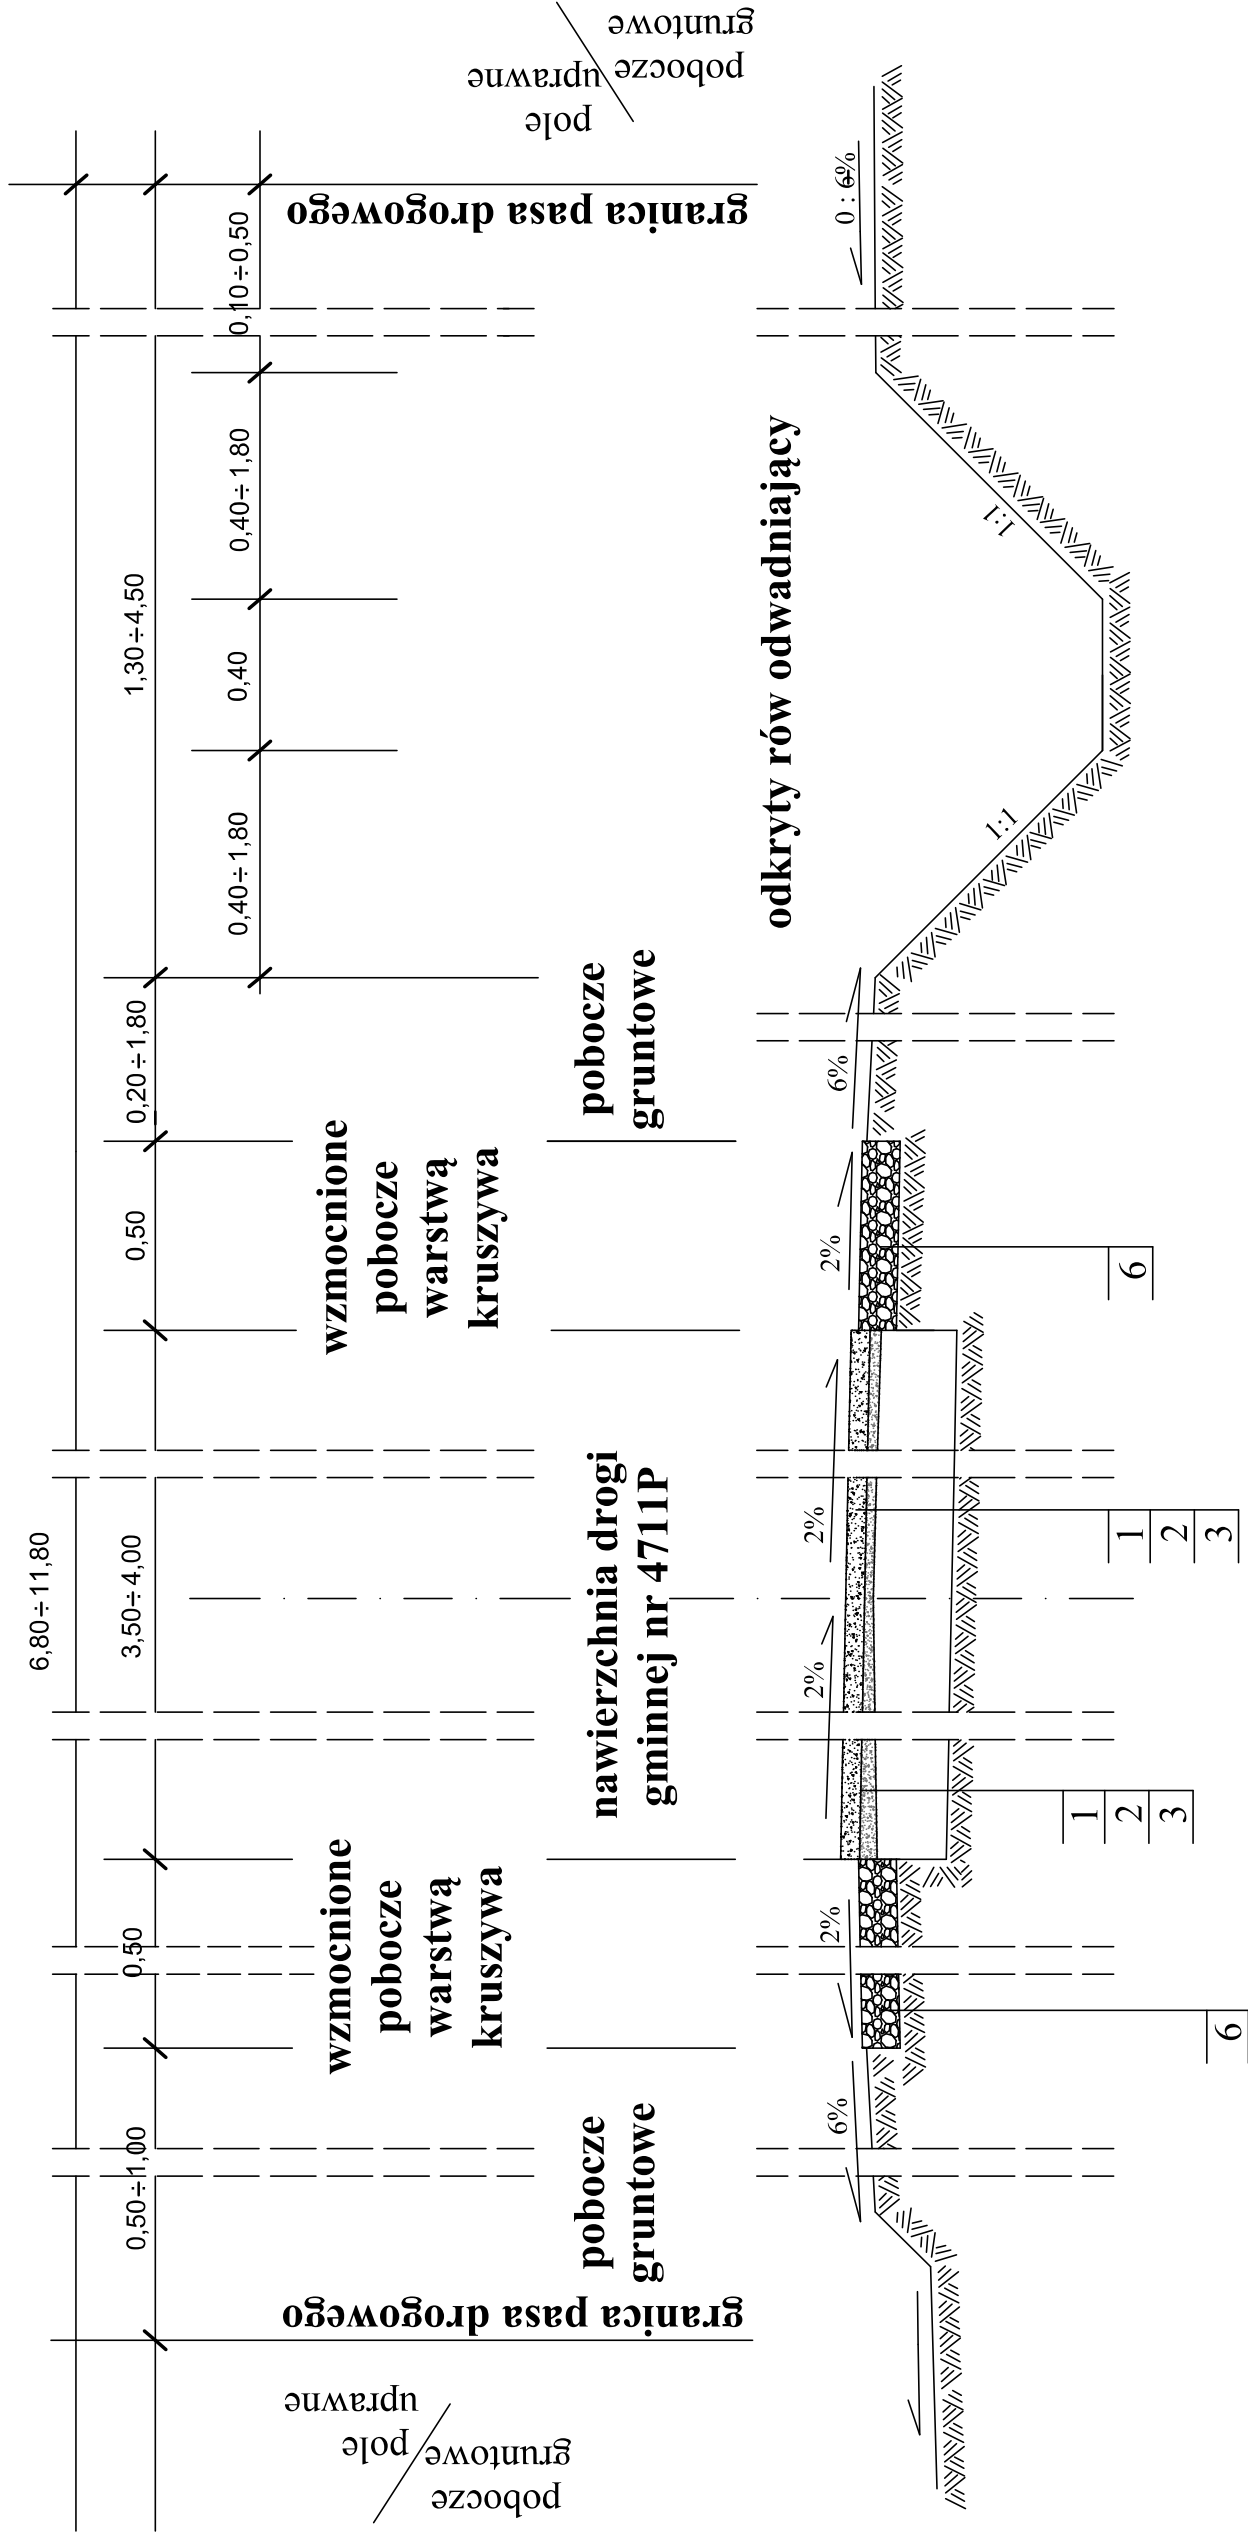 6,80÷11,80
0,50÷1,00
0,50
3,50÷4,00
0,50
0,20÷1,80
1,30÷4,50
0,40÷1,80
0,40
0,40÷1,80
0,10÷0,50
pole
uprawne
pobocze
gruntowe
granica pasa drogowego
pobocze
gruntowe
wzmocnione
pobocze
warstwą
kruszywa
nawierzchnia drogi
gminnej nr 4711P
wzmocnione
pobocze
warstwą
kruszywa
pobocze
gruntowe
odkryty rów odwadniający
granica pasa drogowego
pole
uprawne
pobocze
gruntowe
6%
2%
2%
2%
2%
6%
1:1
1:1
6
1
2
3
1
2
3
6